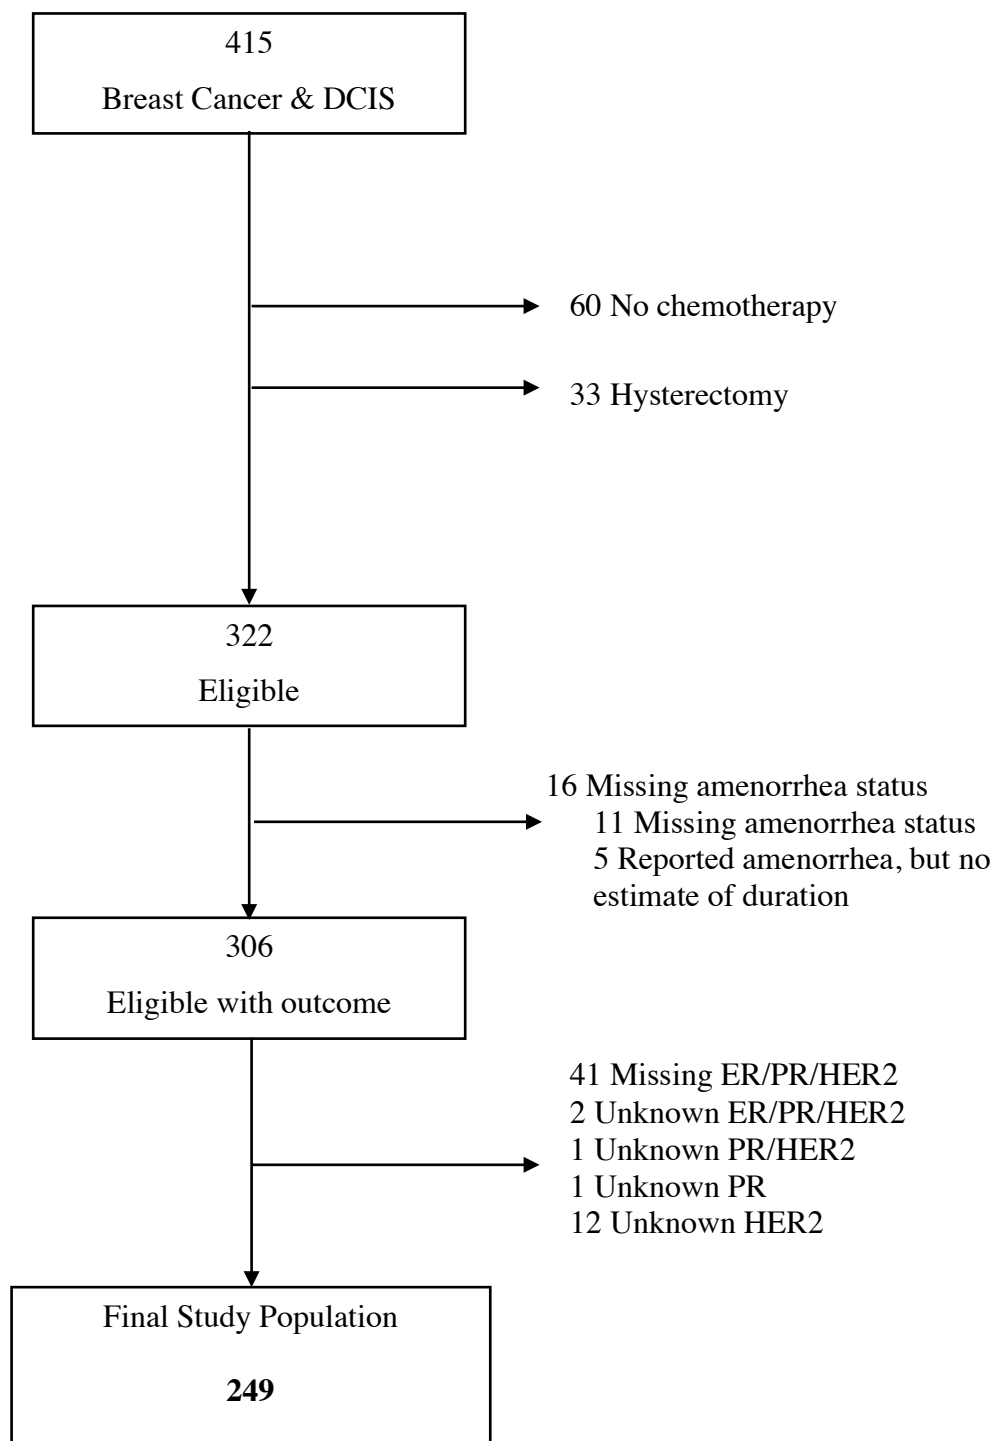 415
Breast Cancer & DCIS
60 No chemotherapy
33 Hysterectomy
322
Eligible
16 Missing amenorrhea status
11 Missing amenorrhea status
5 Reported amenorrhea, but no
estimate of duration
306
Eligible with outcome
41 Missing ER/PR/HER2
2 Unknown ER/PR/HER2
1 Unknown PR/HER2
1 Unknown PR
12 Unknown HER2
Final Study Population
249